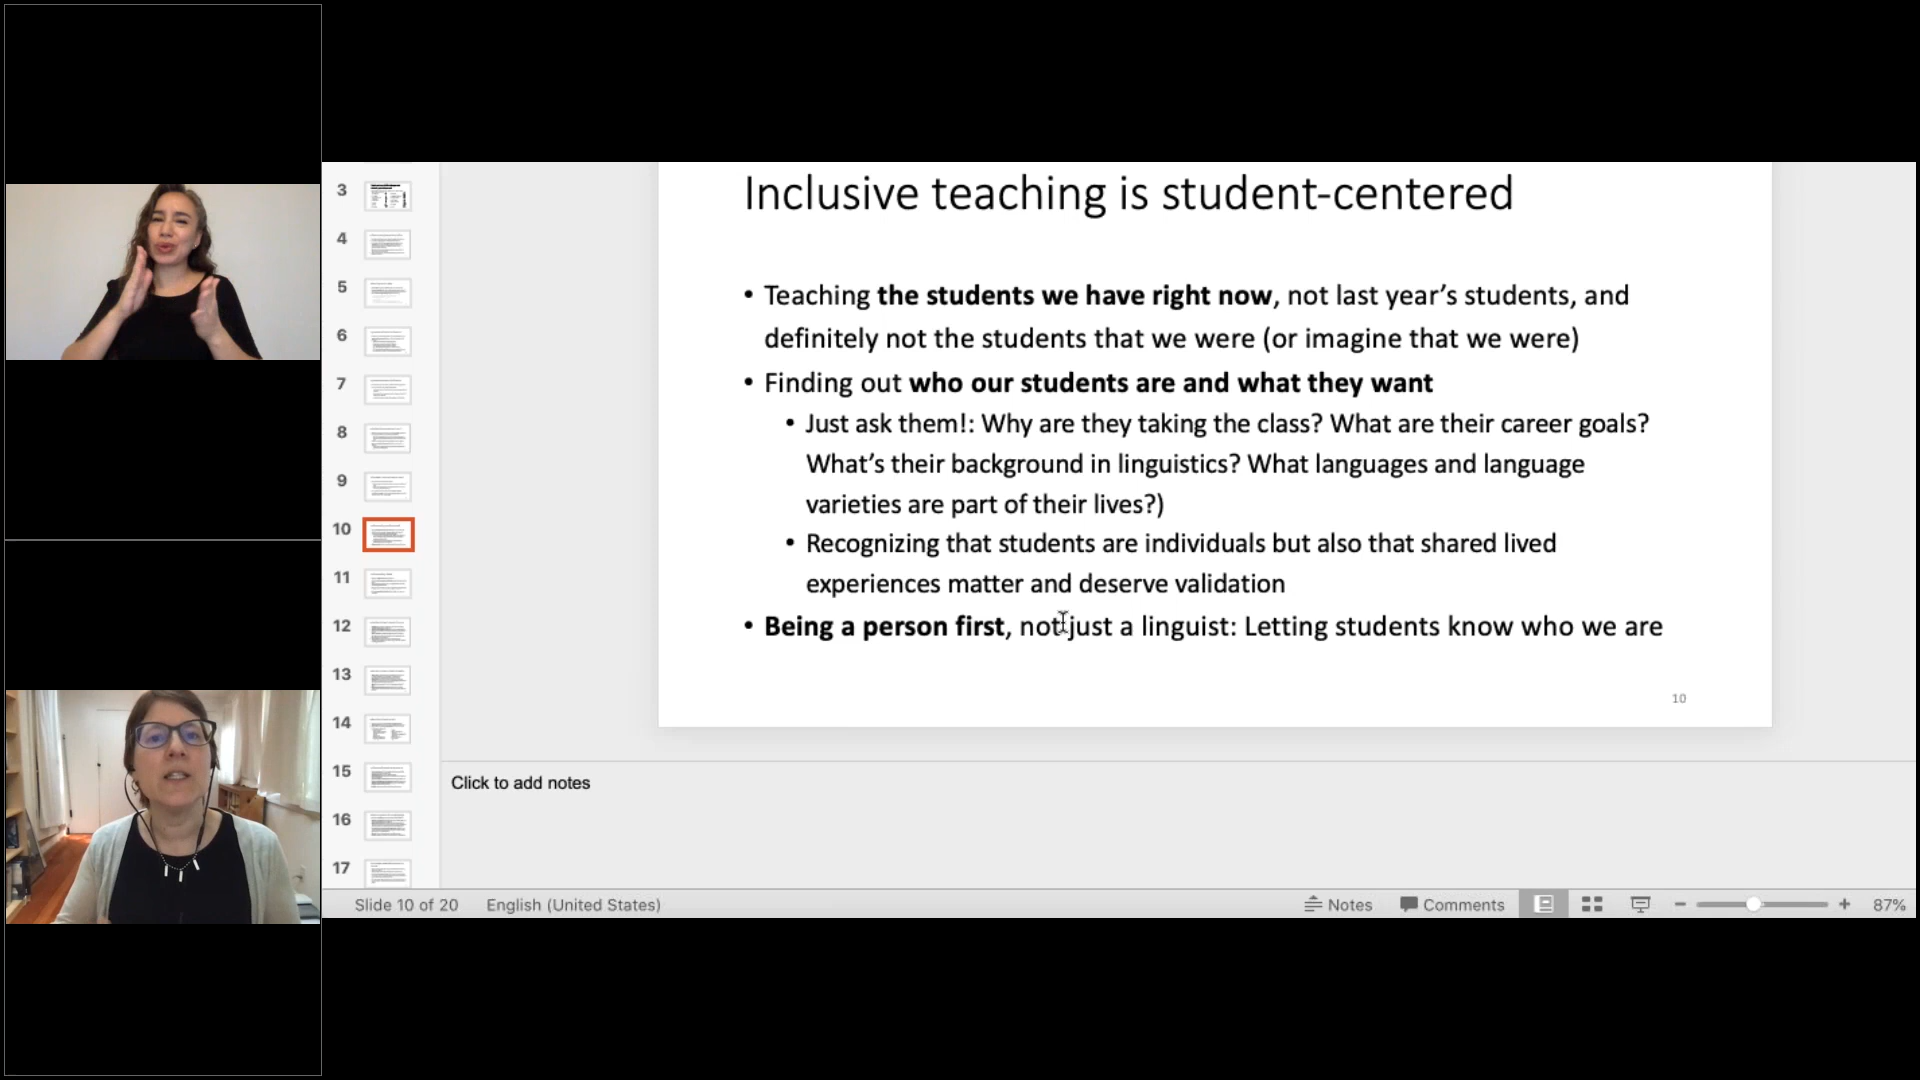 3
4
5
6
7
8
9
10
11
12
13
14
15
16
17
Inclusive teaching is student-centered
• Teaching the students we have right now, not last year’s students, and
definitely not the students that we were (or imagine that we were)
• Finding out who our students are and what they want
• Just ask them!: Why are they taking the class? What are their career goals?
What’s their background in linguistics? What languages and language
varieties are part of their lives?)
• Recognizing that students are individuals but also that shared lived
experiences matter and deserve validation
• Being a person first, not just a linguist: Letting students know who we are
10
Click to add notes
Slide 10 of 20 English (United States) Notes Comments 87%